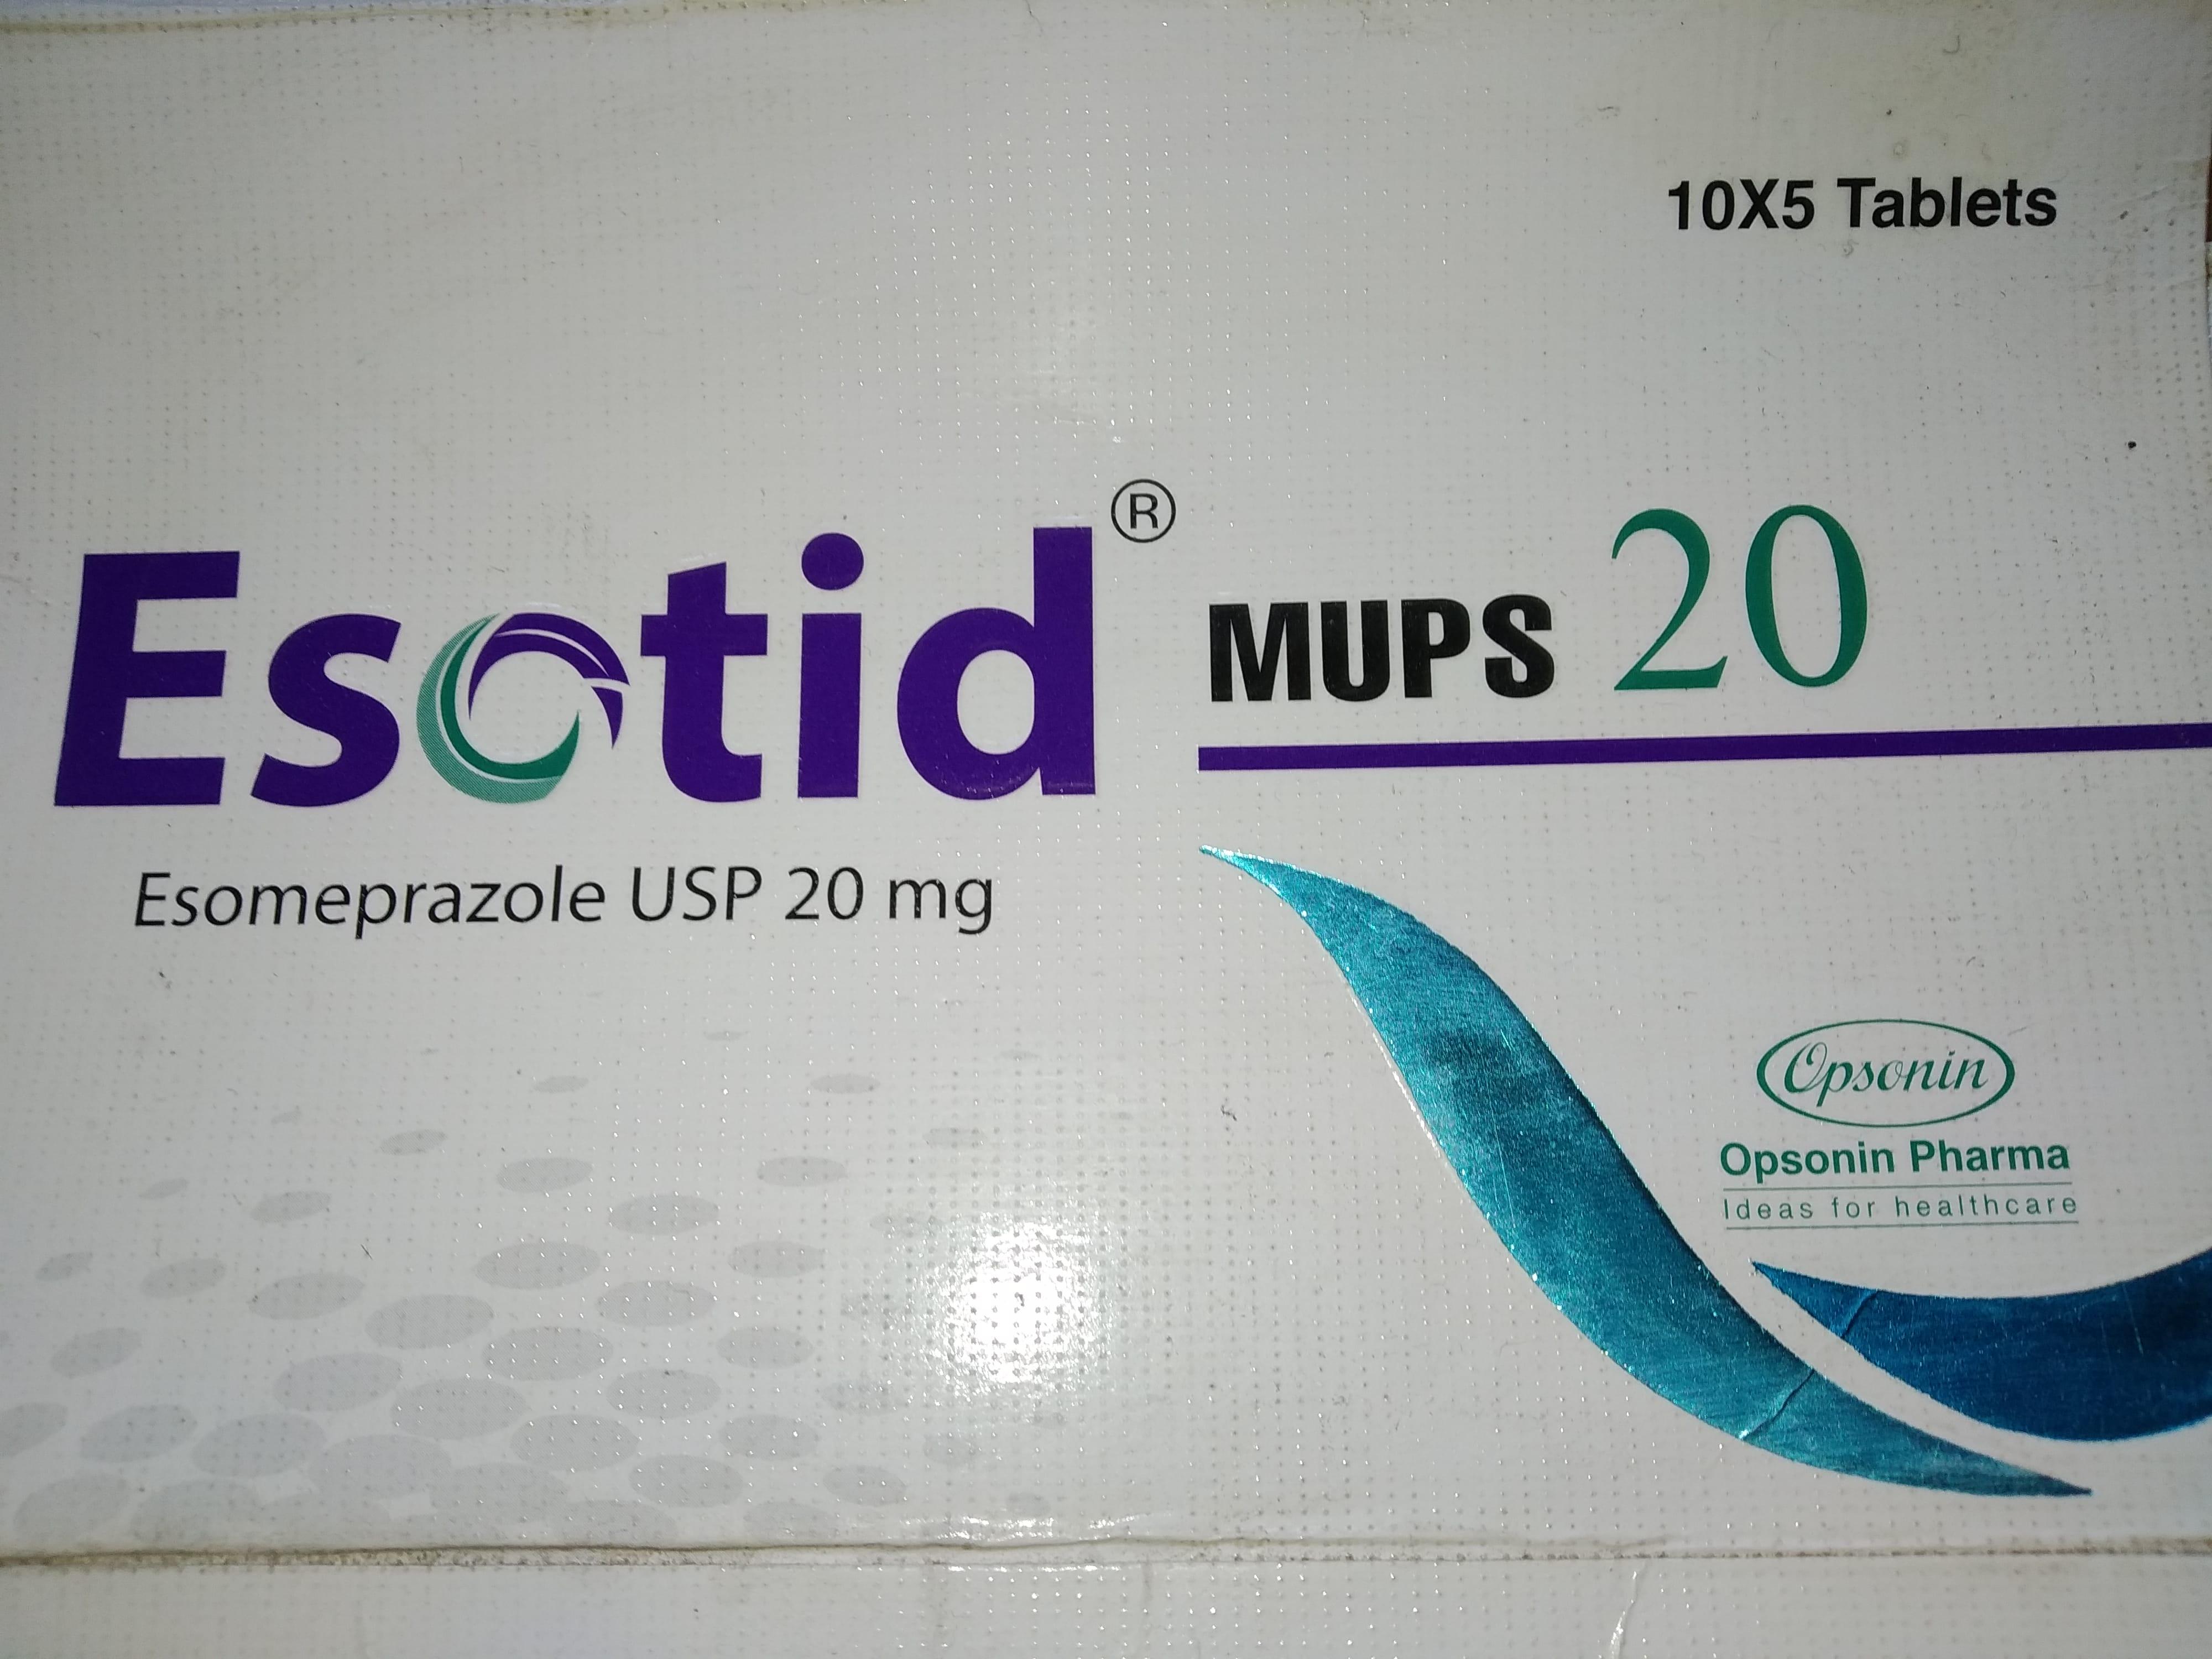 10X5 Tablets
Esotid® MUPS 20
Esomeprazole USP 20 mg
Opsonin
Opsonin Pharma
Ideas for healthcare